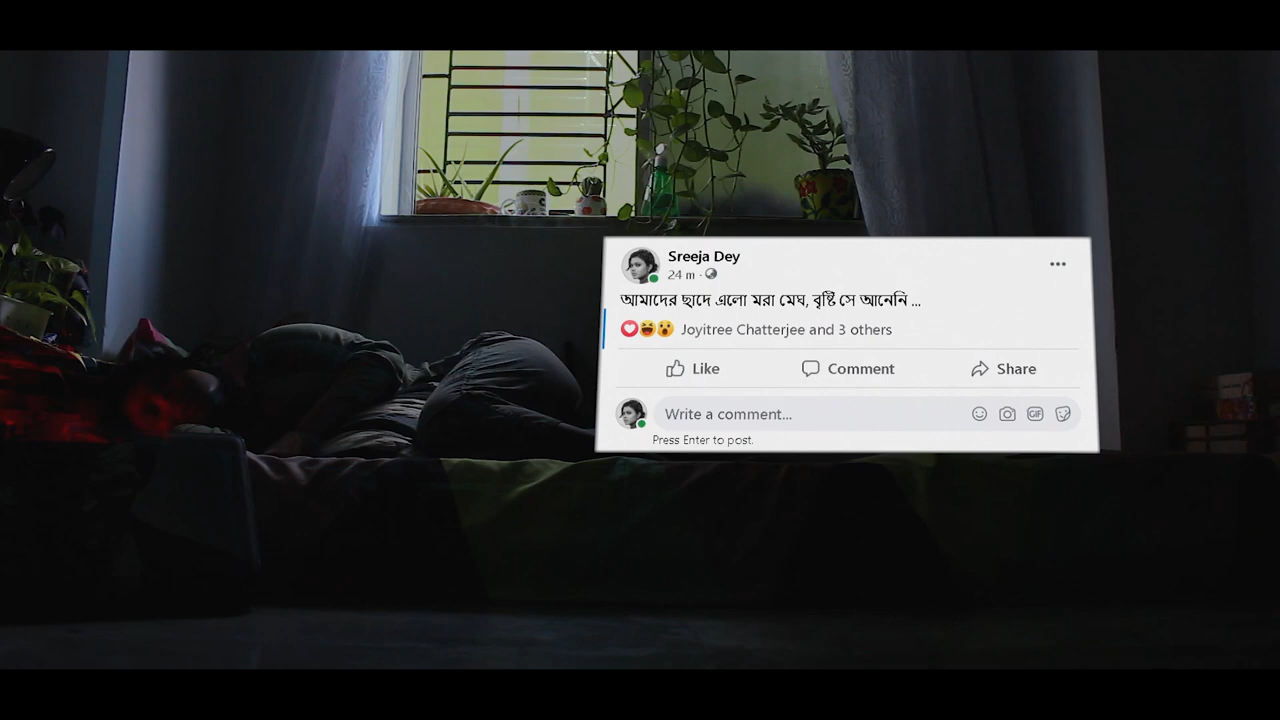 Sreeja Dey
24 m ·
আমাদের ছাদে এলো মরা মেঘ, বৃষ্টি সে আনেনি ...
Joyitree Chatterjee and 3 others
Like Comment Share
Write a comment... GIF
Press Enter to post.